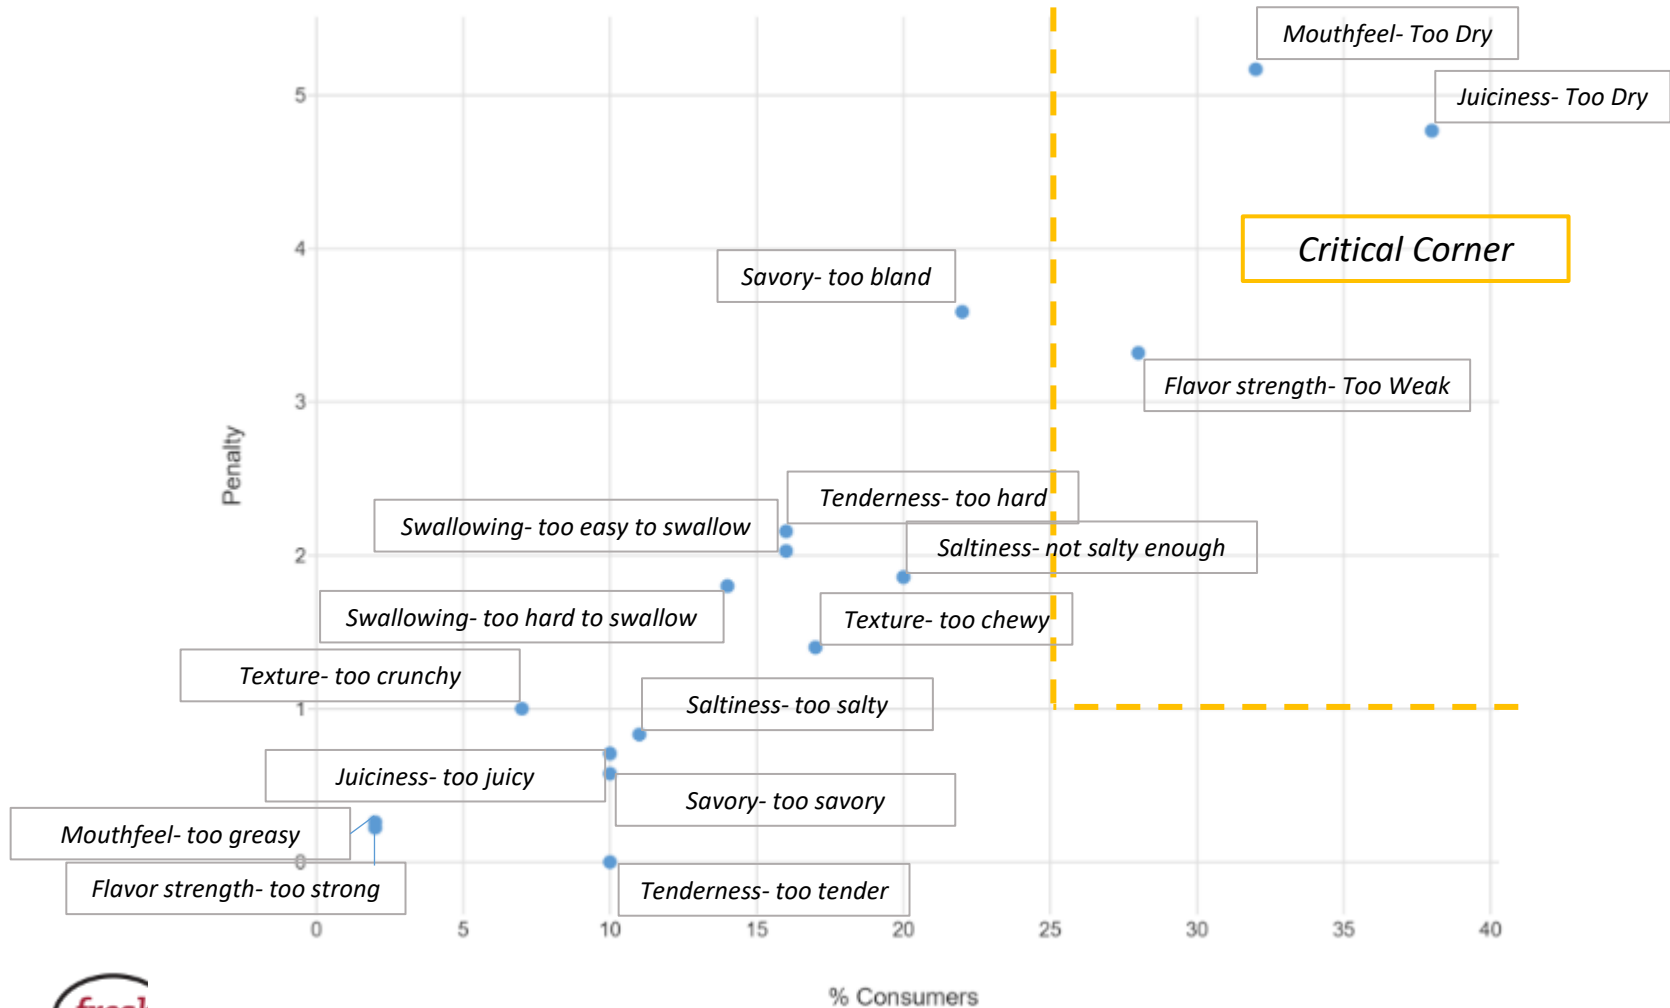 Mouthfeel- Too Dry
5
Juiciness- Too Dry
4
Critical Corner
Savory- too bland
Flavor strength- Too Weak
3
Penalty
Tenderness- too hard
Swallowing- too easy to swallow
Saltiness- not salty enough
2
Swallowing- too hard to swallow
Texture- too chewy
Texture- too crunchy
Saltiness- too salty
1
Juiciness- too juicy
Savory- too savory
Mouthfeel- too greasy
0
Flavor strength- too strong
Tenderness- too tender
0 5 10 15 20 25 30 35 40
% Consumers